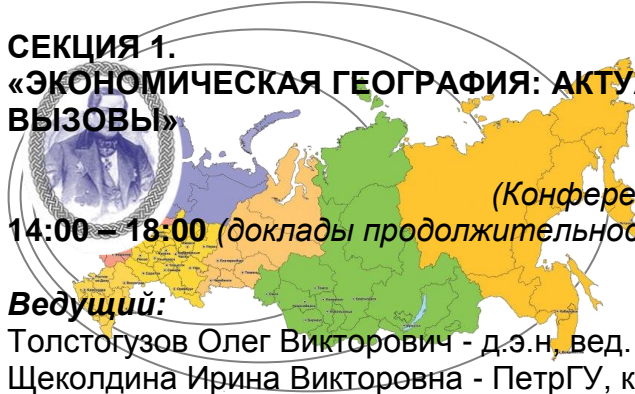 СЕКЦИЯ 1.
«ЭКОНОМИЧЕСКАЯ ГЕОГРАФИЯ: АКТУ
ВЫЗОВЫ»
(Конфере
14:00 – 18:00 (доклады продолжительнос
Ведущий:
Толстогузов Олег Викторович - д.э.н, вед.
Щеколдина Ирина Викторовна - ПетрГУ, к